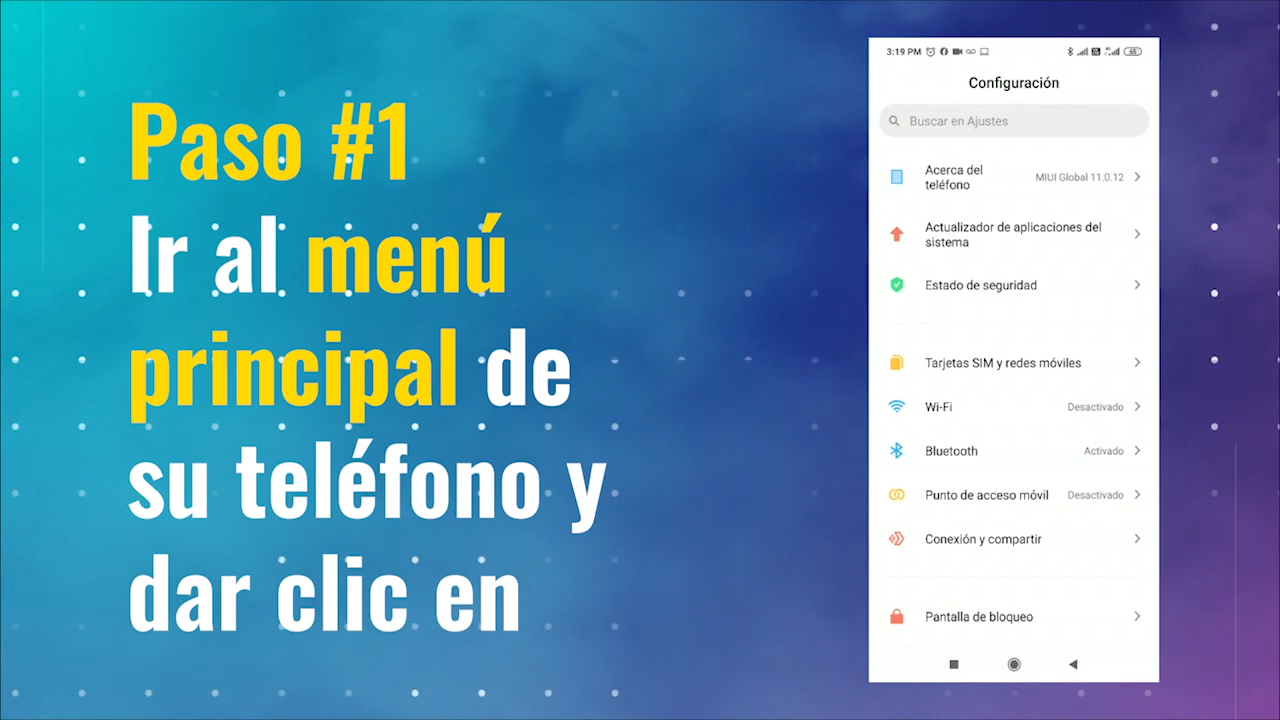 Paso #1
Ir al menú
principal de
su teléfono y
dar clic en
3:19 PM
65
Configuración
Buscar en Ajustes
Acerca del
teléfono
MIUI Global 11.0.12
Actualizador de aplicaciones del
sistema
Estado de seguridad
Tarjetas SIM y redes móviles
Wi-Fi
Desactivado
Bluetooth
Activado
Punto de acceso móvil
Desactivado
Conexión y compartir
Pantalla de bloqueo